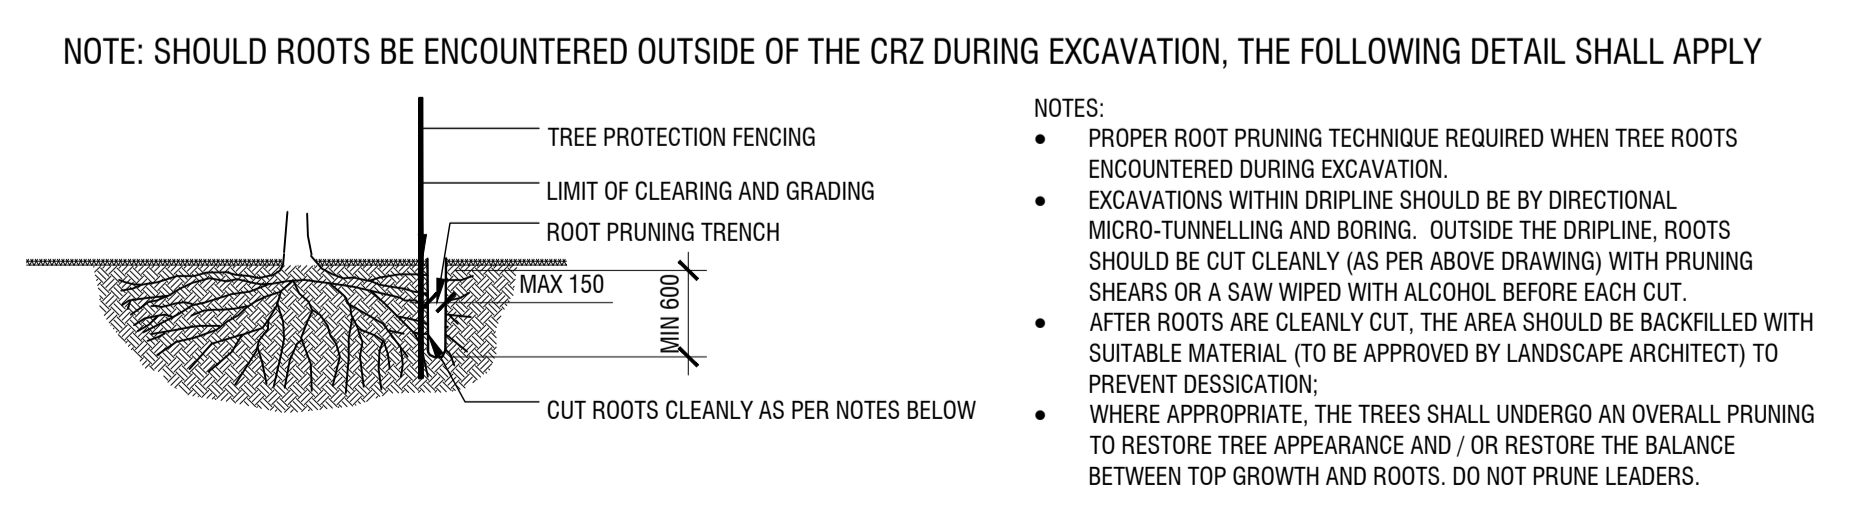 NOTE: SHOULD ROOTS BE ENCOUNTERED OUTSIDE OF THE CRZ DURING EXCAVATION, THE FOLLOWING DETAIL SHALL APPLY
TREE PROTECTION FENCING
LIMIT OF CLEARING AND GRADING
ROOT PRUNING TRENCH
MAX 150
MIN 600
CUT ROOTS CLEANLY AS PER NOTES BELOW
NOTES:
• PROPER ROOT PRUNING TECHNIQUE REQUIRED WHEN TREE ROOTS
ENCOUNTERED DURING EXCAVATION.
• EXCAVATIONS WITHIN DRIPLINE SHOULD BE BY DIRECTIONAL
MICRO-TUNNELLING AND BORING. OUTSIDE THE DRIPLINE, ROOTS
SHOULD BE CUT CLEANLY (AS PER ABOVE DRAWING) WITH PRUNING
SHEARS OR A SAW WIPED WITH ALCOHOL BEFORE EACH CUT.
• AFTER ROOTS ARE CLEANLY CUT, THE AREA SHOULD BE BACKFILLED WITH
SUITABLE MATERIAL (TO BE APPROVED BY LANDSCAPE ARCHITECT) TO
PREVENT DESSICATION;
• WHERE APPROPRIATE, THE TREES SHALL UNDERGO AN OVERALL PRUNING
TO RESTORE TREE APPEARANCE AND / OR RESTORE THE BALANCE
BETWEEN TOP GROWTH AND ROOTS. DO NOT PRUNE LEADERS.